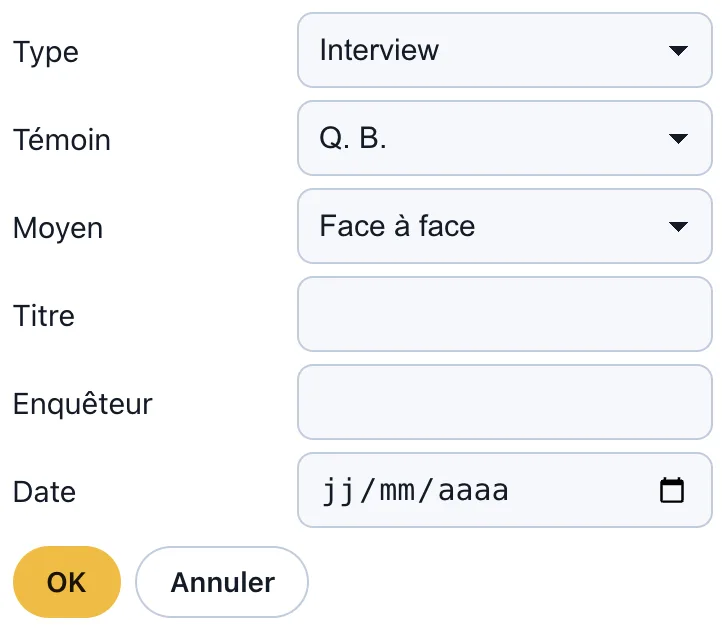 Type Interview
Témoin Q. B.
Moyen Face à face
Titre
Enquêteur
Date jj/mm/aaaa
OK Annuler